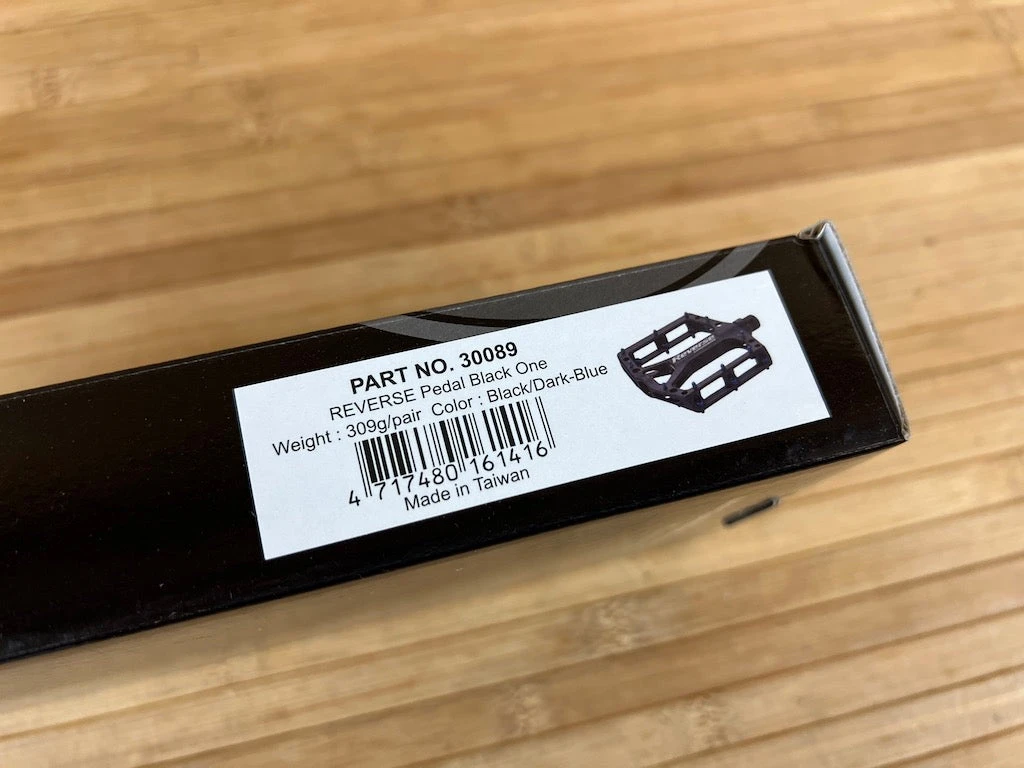 PART NO. 30089
REVERSE Pedal Black One
Weight : 309g/pair Color : Black/Dark-Blue
4 717480 161416
Made in Taiwan
Reverse